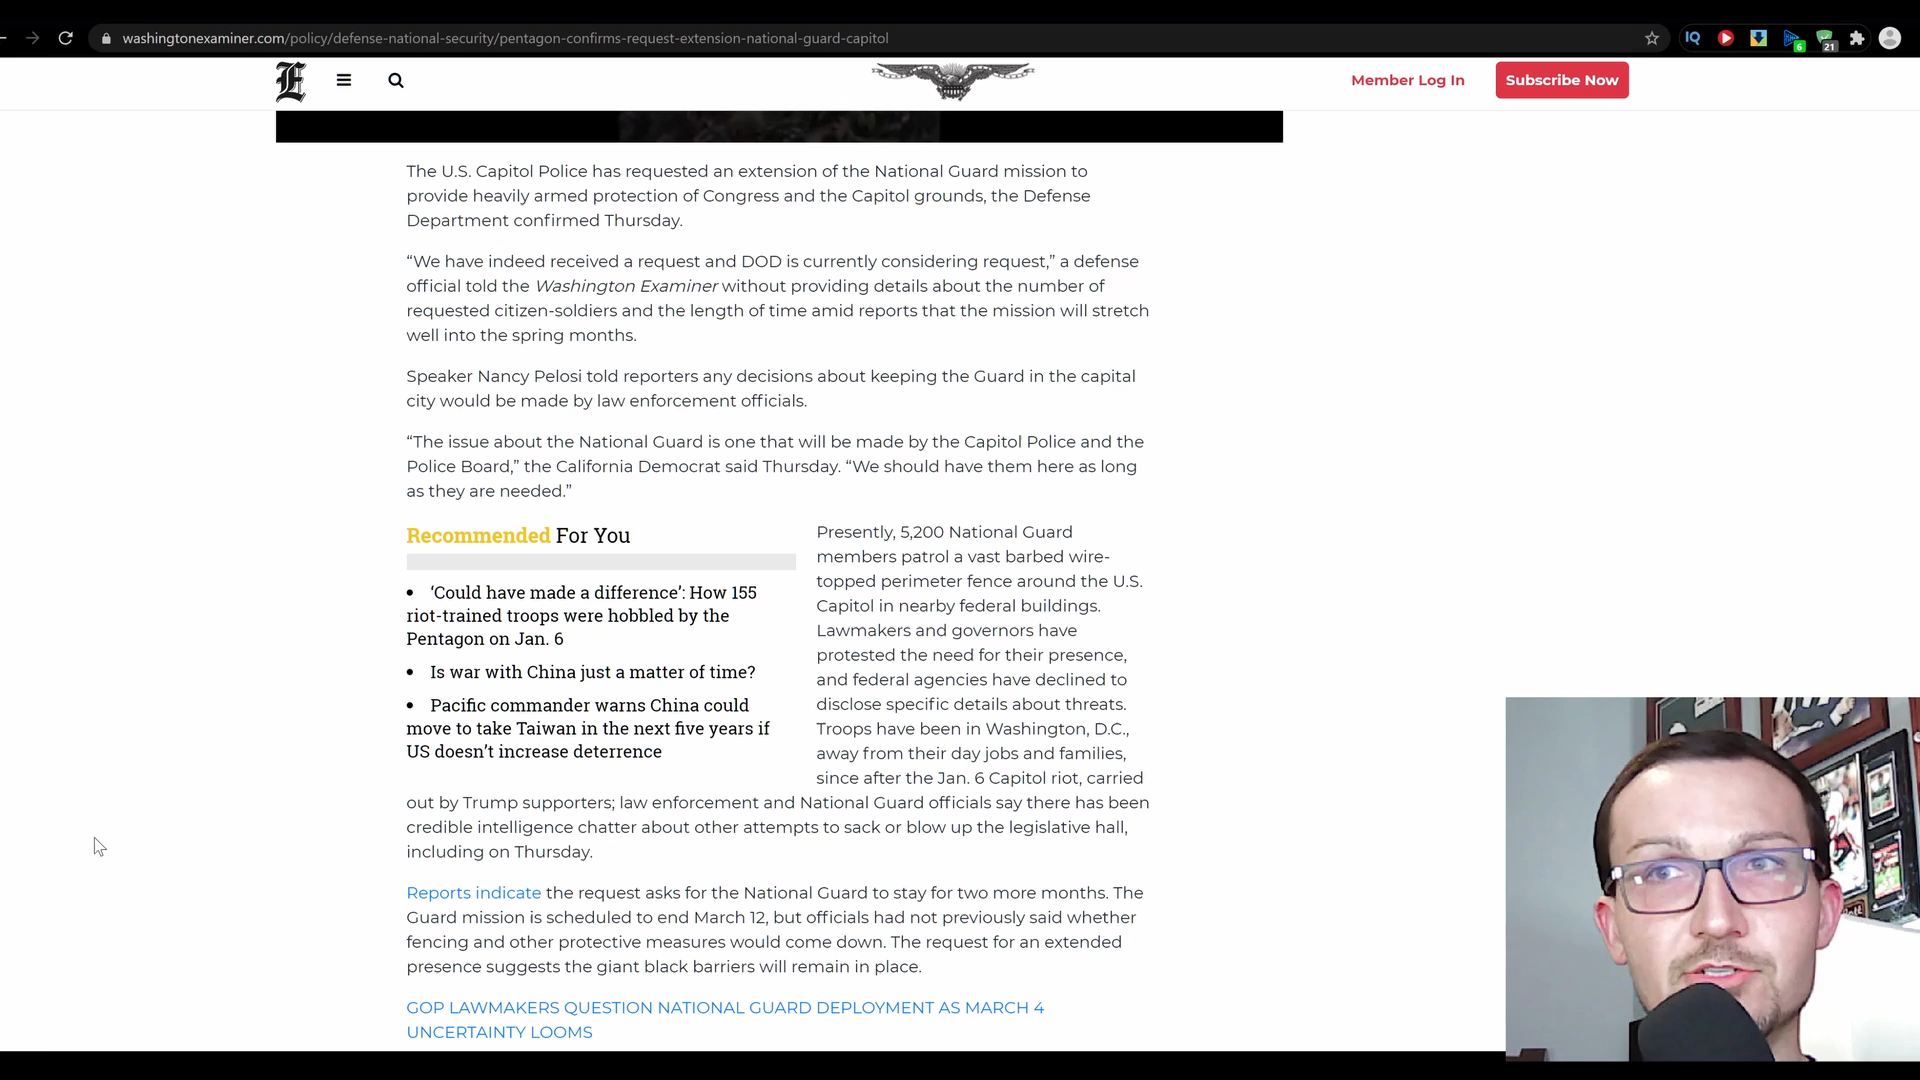 washingtonexaminer.com/policy/defense-national-security/pentagon-confirms-request-extension-national-guard-capitol
IQ
6
21
E
Member Log In
Subscribe Now
The U.S. Capitol Police has requested an extension of the National Guard mission to
provide heavily armed protection of Congress and the Capitol grounds, the Defense
Department confirmed Thursday.
“We have indeed received a request and DOD is currently considering request,” a defense
official told the Washington Examiner without providing details about the number of
requested citizen-soldiers and the length of time amid reports that the mission will stretch
well into the spring months.
Speaker Nancy Pelosi told reporters any decisions about keeping the Guard in the capital
city would be made by law enforcement officials.
“The issue about the National Guard is one that will be made by the Capitol Police and the
Police Board,” the California Democrat said Thursday. “We should have them here as long
as they are needed.”
Recommended For You
• ‘Could have made a difference’: How 155
riot-trained troops were hobbled by the
Pentagon on Jan. 6
• Is war with China just a matter of time?
• Pacific commander warns China could
move to take Taiwan in the next five years if
US doesn’t increase deterrence
Presently, 5,200 National Guard
members patrol a vast barbed wire-
topped perimeter fence around the U.S.
Capitol in nearby federal buildings.
Lawmakers and governors have
protested the need for their presence,
and federal agencies have declined to
disclose specific details about threats.
Troops have been in Washington, D.C.,
away from their day jobs and families,
since after the Jan. 6 Capitol riot, carried
out by Trump supporters; law enforcement and National Guard officials say there has been
credible intelligence chatter about other attempts to sack or blow up the legislative hall,
including on Thursday.
Reports indicate the request asks for the National Guard to stay for two more months. The
Guard mission is scheduled to end March 12, but officials had not previously said whether
fencing and other protective measures would come down. The request for an extended
presence suggests the giant black barriers will remain in place.
GOP LAWMAKERS QUESTION NATIONAL GUARD DEPLOYMENT AS MARCH 4
UNCERTAINTY LOOMS